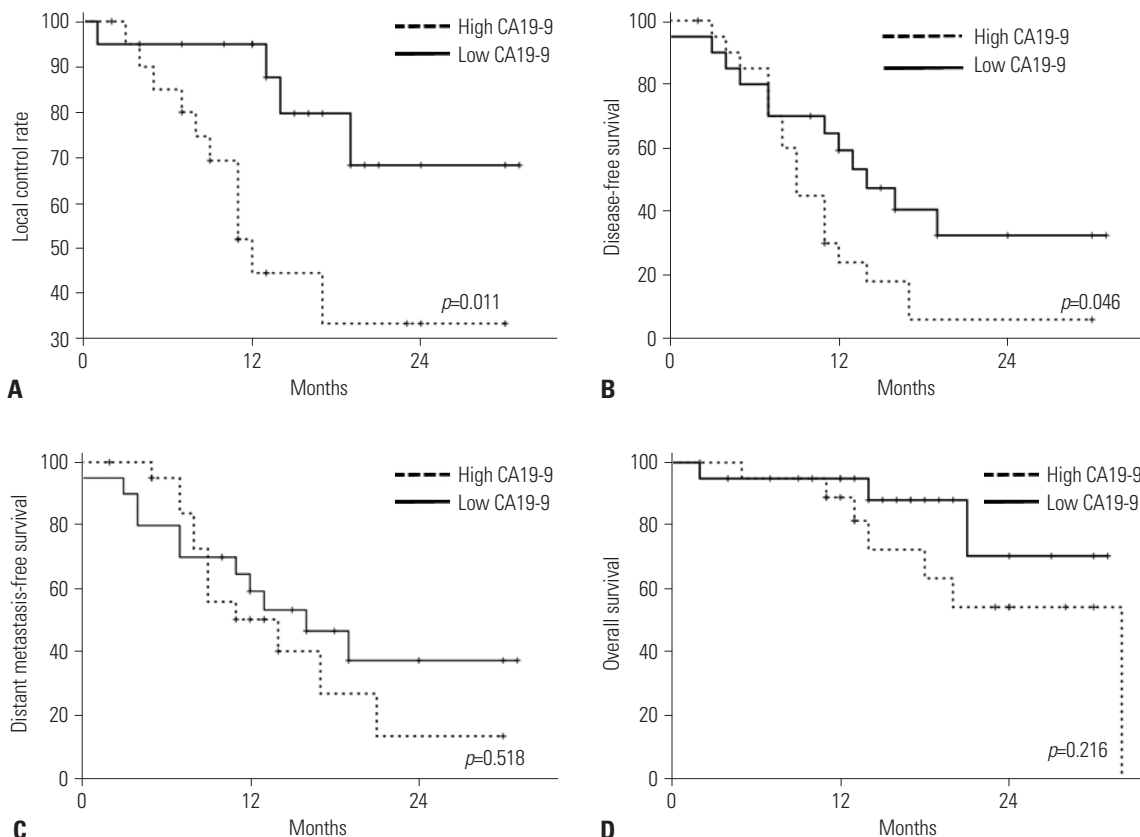 High CA19-9
Low CA19-9
Local control rate
100
90
80
70
60
50
40
30
p=0.011
0
12
24
Months
A
High CA19-9
Low CA19-9
Disease-free survival
100
80
60
40
20
0
p=0.046
0
12
24
Months
B
High CA19-9
Low CA19-9
Distant metastasis-free survival
100
80
60
40
20
0
p=0.518
0
12
24
Months
C
High CA19-9
Low CA19-9
Overall survival
100
80
60
40
20
0
p=0.216
0
12
24
Months
D